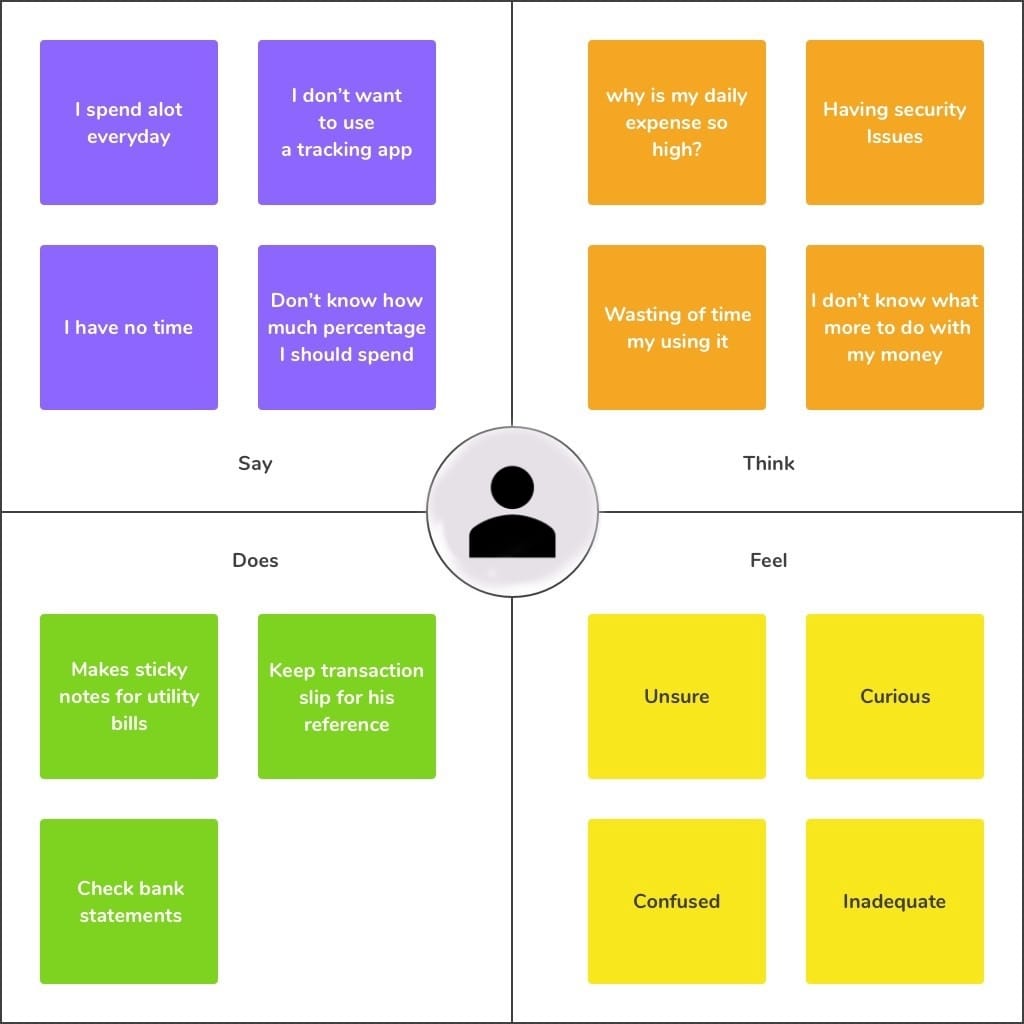 I spend alot
everyday
I don’t want
to use
a tracking app
I have no time
Don’t know how
much percentage
I should spend
Say
why is my daily
expense so
high?
Having security
Issues
Wasting of time
my using it
I don’t know what
more to do with
my money
Think
Does
Makes sticky
notes for utility
bills
Keep transaction
slip for his
reference
Check bank
statements
Feel
Unsure
Curious
Confused
Inadequate